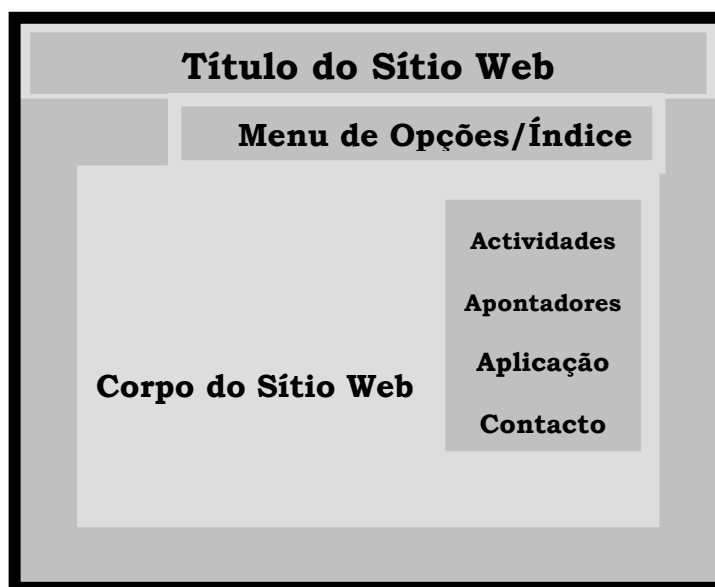 Título do Sítio Web
Menu de Opções/Índice
Actividades
Apontadores
Aplicação
Corpo do Sítio Web
Contacto